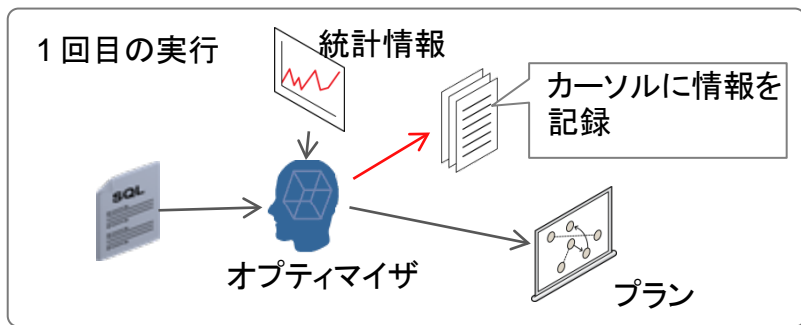 1回目の実行
統計情報
カーソルに情報を
記録
SQL
オプティマイザ
プラン